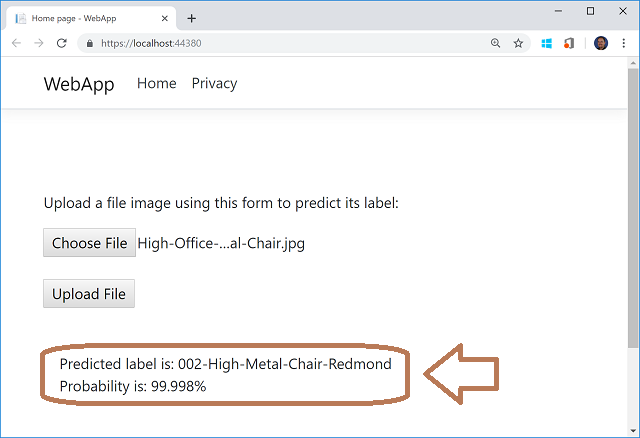 Home page - WebApp
https://localhost:44380
WebApp Home Privacy
Upload a file image using this form to predict its label:
Choose File High-Office-...al-Chair.jpg
Upload File
Predicted label is: 002-High-Metal-Chair-Redmond
Probability is: 99.998%